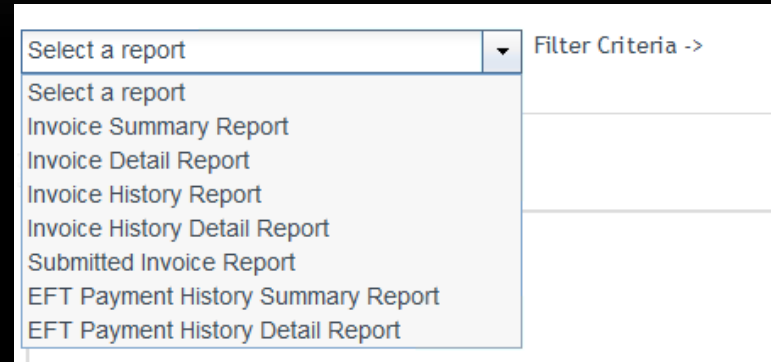 Select a report Filter Criteria ->
Select a report
Invoice Summary Report
Invoice Detail Report
Invoice History Report
Invoice History Detail Report
Submitted Invoice Report
EFT Payment History Summary Report
EFT Payment History Detail Report